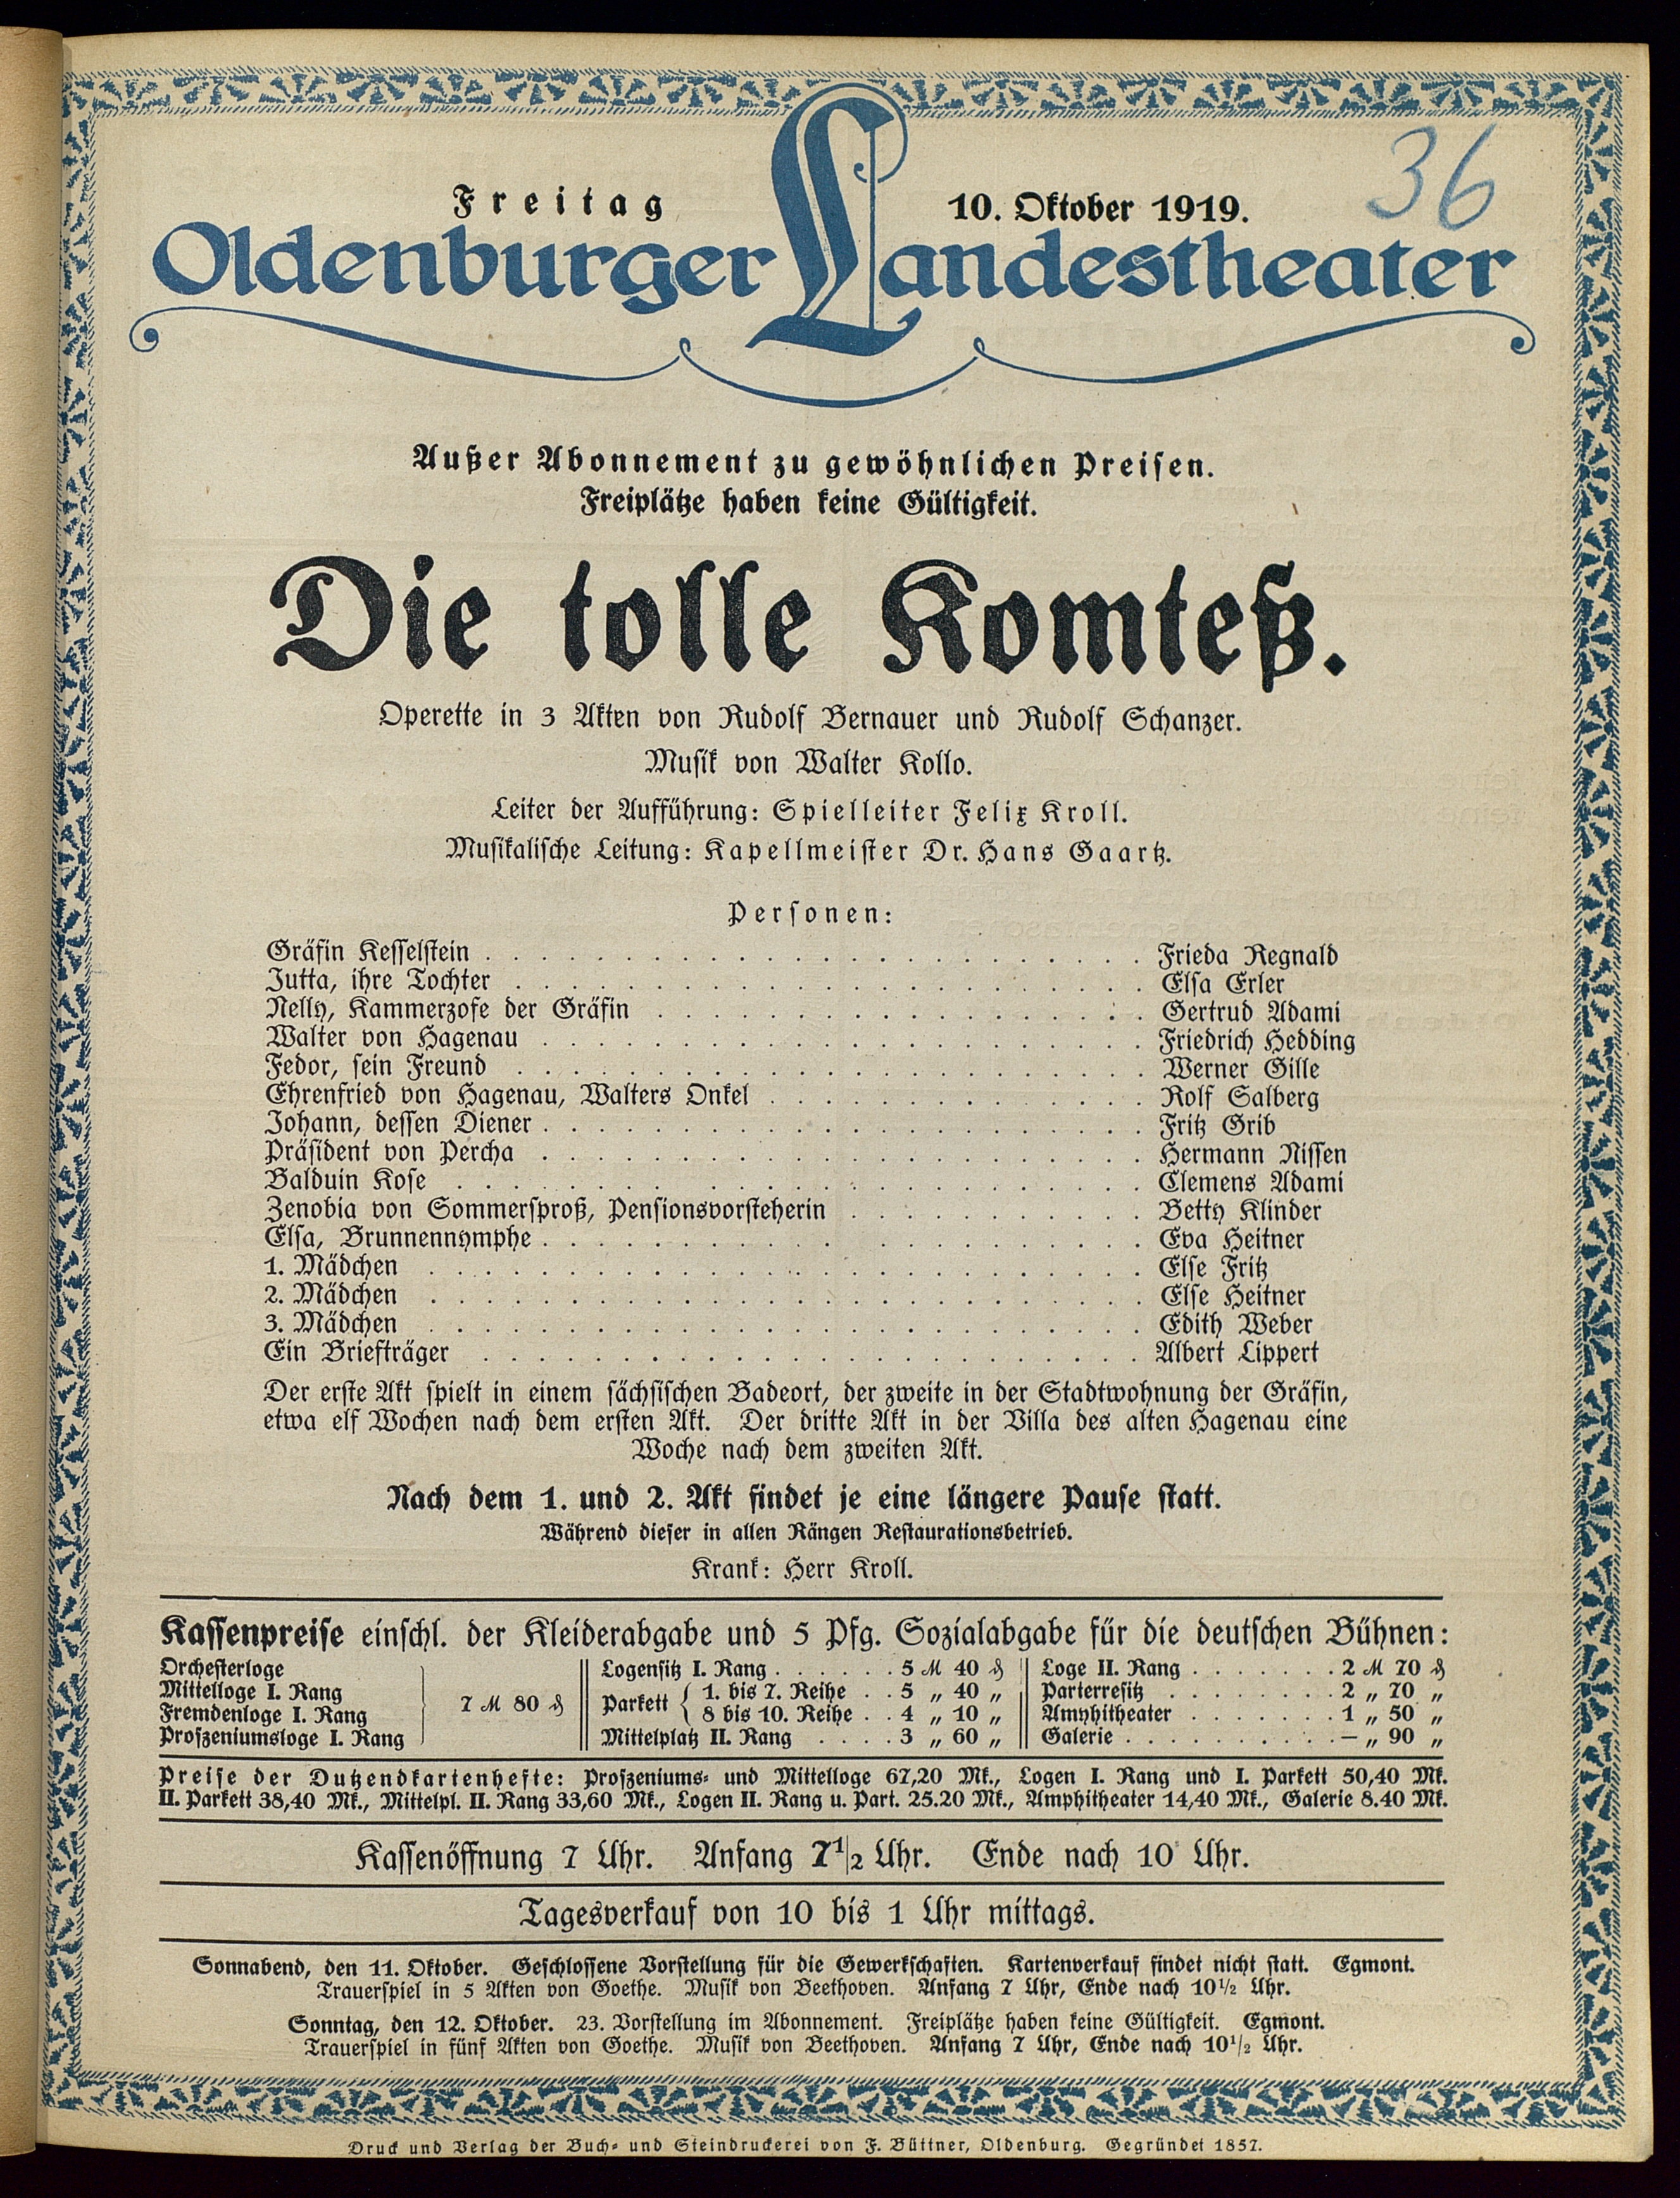 Freitag 10. Oktober 1919.
36
Oldenburger Landestheater
Außer Abonnement zu gewöhnlichen Preisen.
Freiplätze haben keine Gültigkeit.
Die tolle Komteß.
Operette in 3 Akten von Rudolf Bernauer und Rudolf Schanzer.
Musik von Walter Kollo.
Leiter der Aufführung: Spielleiter Felix Kroll.
Musikalische Leitung: Kapellmeister Dr. Hans Gaartz.
Personen:
Gräfin Kesselstein . . . . . . . . . . Frieda Regnald
Jutta, ihre Tochter . . . . . . . . . . Elsa Erler
Nelly, Kammerzofe der Gräfin . . . . . . . . . . Gertrud Adami
Walter von Hagenau . . . . . . . . . . Friedrich Hedding
Fedor, sein Freund . . . . . . . . . . Werner Gille
Ehrenfried von Hagenau, Walters Onkel . . . . . . . . . . Rolf Salberg
Johann, dessen Diener . . . . . . . . . . Fritz Grib
Präsident von Percha . . . . . . . . . . Hermann Nissen
Balduin Kose . . . . . . . . . . Clemens Adami
Zenobia von Sommersproß, Pensionsvorsteherin . . . . . . . . . . Betty Klinder
Elsa, Brunnennymphe . . . . . . . . . . Eva Heitner
1. Mädchen . . . . . . . . . . Else Fritz
2. Mädchen . . . . . . . . . . Else Heitner
3. Mädchen . . . . . . . . . . Edith Weber
Ein Briefträger . . . . . . . . . . Albert Lippert
Der erste Akt spielt in einem sächsischen Badeort, der zweite in der Stadtwohnung der Gräfin,
etwa elf Wochen nach dem ersten Akt. Der dritte Akt in der Villa des alten Hagenau eine
Woche nach dem zweiten Akt.
Nach dem 1. und 2. Akt findet je eine längere Pause statt.
Während dieser in allen Rängen Restaurationsbetrieb.
Krank: Herr Kroll.
Kassenpreise einschl. der Kleiderabgabe und 5 Pfg. Sozialabgabe für die deutschen Bühnen:
Orchesterloge
Mittelloge I. Rang
Fremdenloge I. Rang
Proszeniumsloge I. Rang
7 M 80 ₰
Logensitz I. Rang . . . . . . 5 M 40 ₰
Parkett { 1. bis 7. Reihe . . 5 „ 40 „
8 bis 10. Reihe . . 4 „ 10 „
Mittelplatz II. Rang . . . . 3 „ 60 „
Loge II. Rang . . . . . . . 2 M 70 ₰
Parterresitz . . . . . . . . 2 „ 70 „
Amphitheater . . . . . . . 1 „ 50 „
Galerie . . . . . . . . . . — „ 90 „
Preise der Dutzendkartenhefte: Proszeniums- und Mittelloge 67,20 Mk., Logen I. Rang und I. Parkett 50,40 Mk.
II. Parkett 38,40 Mk., Mittelpl. II. Rang 33,60 Mk., Logen II. Rang u. Part. 25.20 Mk., Amphitheater 14,40 Mk., Galerie 8.40 Mk.
Kassenöffnung 7 Uhr. Anfang 7 1/2 Uhr. Ende nach 10 Uhr.
Tagesverkauf von 10 bis 1 Uhr mittags.
Sonnabend, den 11. Oktober. Geschlossene Vorstellung für die Gewerkschaften. Kartenverkauf findet nicht statt. Egmont.
Trauerspiel in 5 Akten von Goethe. Musik von Beethoven. Anfang 7 Uhr, Ende nach 10 1/2 Uhr.
Sonntag, den 12. Oktober. 23. Vorstellung im Abonnement. Freiplätze haben keine Gültigkeit. Egmont.
Trauerspiel in fünf Akten von Goethe. Musik von Beethoven. Anfang 7 Uhr, Ende nach 10 1/2 Uhr.
Druck und Verlag der Buch- und Steindruckerei von F. Büttner, Oldenburg. Gegründet 1857.